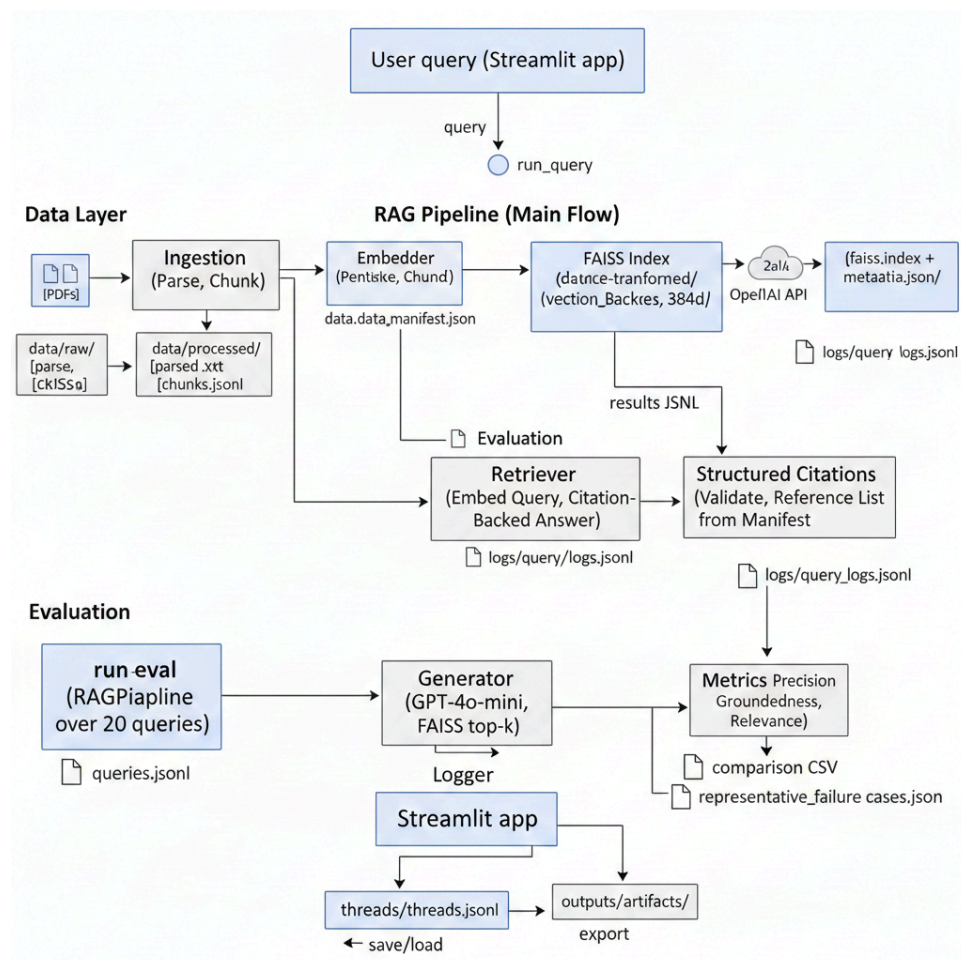 User query (Streamlit app)
query
run_query
Data Layer
RAG Pipeline (Main Flow)
[PDFs]
Ingestion
(Parse, Chunk)
Embedder
(Pentiske, Chund)
data.data_manifest.json
FAISS Index
(datnce-tranforned/
(vection_Backres, 384d/
2al4
API
(faiss,index +
metaatia.json/
logs/query_logs.jsonl
data/raw/
[parse,
data/processed/
[parsed .xxt
[chunks.jsonl
results JSNL
Evaluation
Retriever
(Embed Query, Citation-
Backed Answer)
logs/query/logs.jsonl
Structured Citations
(Validate, Reference List
from Manifest
logs/query_logs.jsonl
Evaluation
run-eval
(RAGPiapline
over 20 queries)
queries.jsonl
Generator
(GPT-4o-mini,
FAISS top-k)
Logger
Metrics Precision
Groundedness,
Relevance)
comparison CSV
representative_failure cases.json
Streamlit app
threads/threads.jsonl
save/load
outputs/artifacts/
export